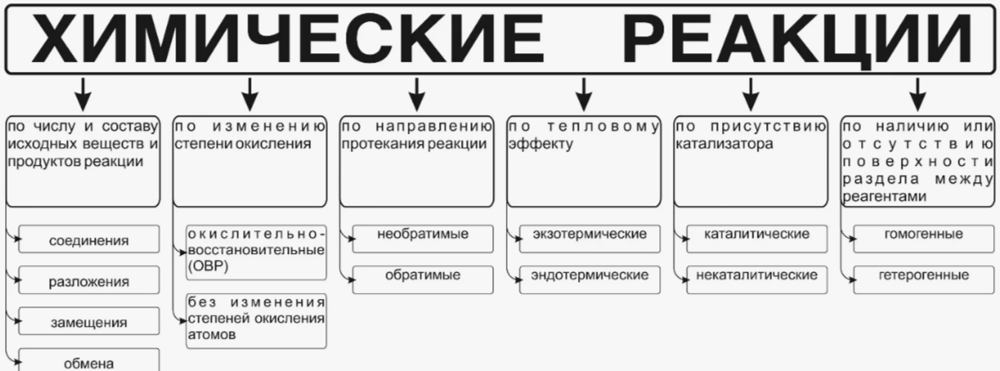 ХИМИЧЕСКИЕ РЕАКЦИИ
по числу и составу
исходных веществ и
продуктов реакции
соединения
разложения
замещения
обмена
по изменению
степени окисления
окислительно-
восстановительные
(ОВР)
без изменения
степеней окисления
атомов
по направлению
протекания реакции
необратимые
обратимые
по тепловому
эффекту
экзотермические
эндотермические
по присутствию
катализатора
каталитические
некаталитические
по наличию или
отсутствию
поверхности
раздела между
реагентами
гомогенные
гетерогенные